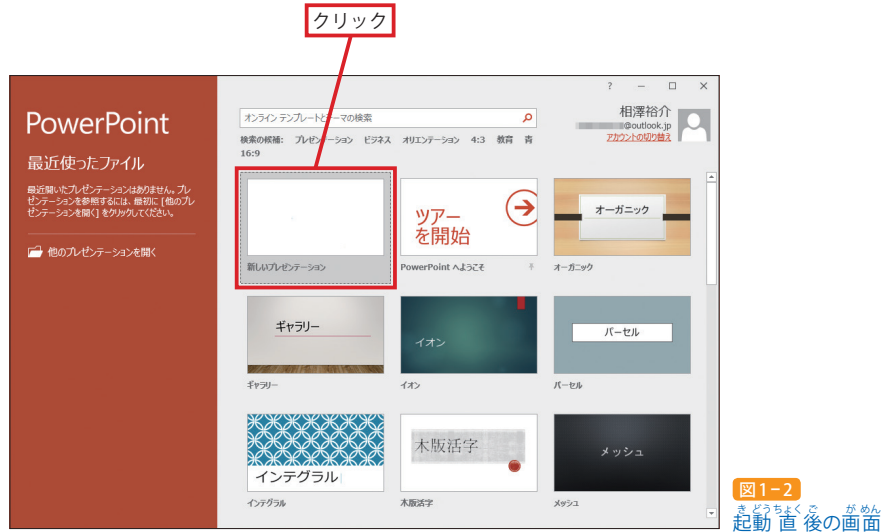 クリック
PowerPoint
最近使ったファイル
最近開いたプレゼンテーションはありません。プレ
ゼンテーションを参照するには、最初に [他のプレ
ゼンテーションを開く] をクリックしてください。
他のプレゼンテーションを開く
? － □ ×
オンライン テンプレートとテーマの検索
検索の候補: プレゼンテーション ビジネス オリエンテーション 4:3 教育 青
16:9
相澤裕介
@outlook.jp
アカウントの切り替え
新しいプレゼンテーション
ツアー
を開始
PowerPoint へようこそ
オーガニック
オーガニック
ギャラリー
ギャラリー
イオン
イオン
パーセル
パーセル
インテグラル
インテグラル
木版活字
木版活字
メッシュ
メッシュ
図1-2
きどうちょくご がめん
起動直後の画面